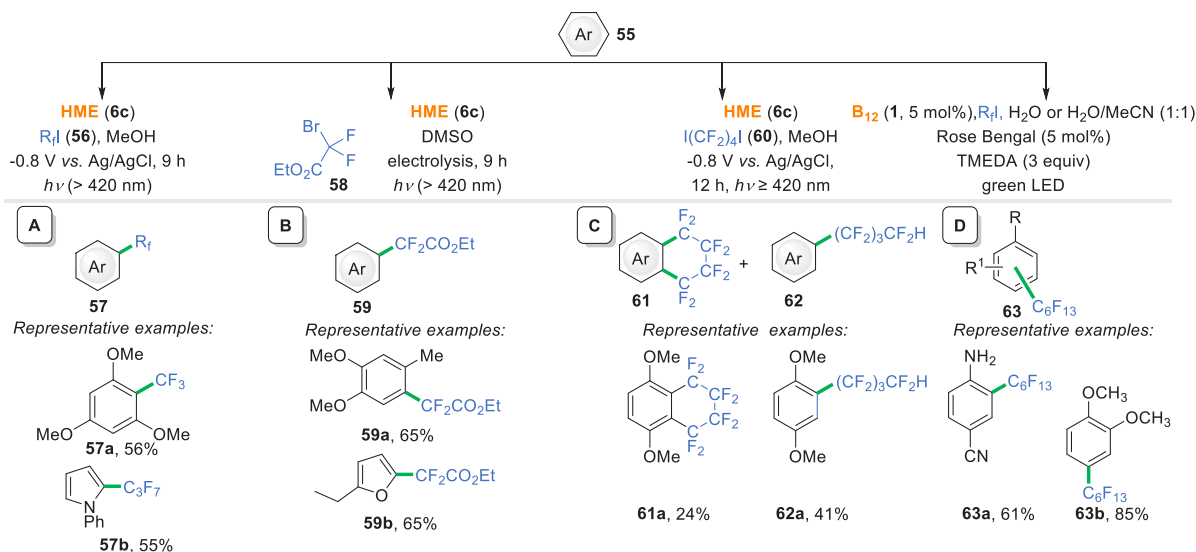 Ar 55
HME (6c)
RfI (56), MeOH
-0.8 V vs. Ag/AgCl, 9 h
hν (> 420 nm)
Br
F
F
EtO2C
58
HME (6c)
DMSO
electrolysis, 9 h
hν (> 420 nm)
HME (6c)
I(CF2)4I (60), MeOH
-0.8 V vs. Ag/AgCl,
12 h, hν ≥ 420 nm
B12 (1, 5 mol%),RfI, H2O or H2O/MeCN (1:1)
Rose Bengal (5 mol%)
TMEDA (3 equiv)
green LED
A
Rf
Ar
57
Representative examples:
OMe
CF3
MeO
OMe
57a, 56%
C3F7
N
Ph
57b, 55%
B
CF2CO2Et
Ar
59
Representative examples:
MeO
Me
MeO
CF2CO2Et
59a, 65%
O
CF2CO2Et
59b, 65%
C
F2
C
C
F2
Ar
C
F2
C
F2
61
+
(CF2)3CF2H
Ar
62
Representative examples:
OMe
F2
C
C
F2
C
F2
C
F2
OMe
61a, 24%
OMe
(CF2)3CF2H
OMe
62a, 41%
D
R
R1
C6F13
63
Representative examples:
NH2
C6F13
CN
63a, 61%
OCH3
OCH3
C6F13
63b, 85%